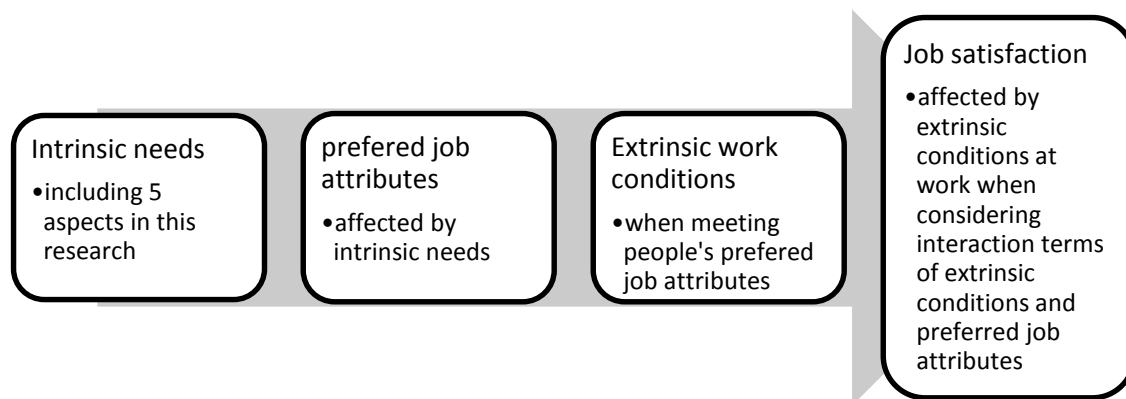 Intrinsic needs
•including 5
aspects in this
research
prefered job
attributes
•affected by
intrinsic needs
Extrinsic work
conditions
•when meeting
people's prefered
job attributes
Job satisfaction
•affected by
extrinsic
conditions at
work when
considering
interaction terms
of extrinsic
conditions and
preferred job
attributes